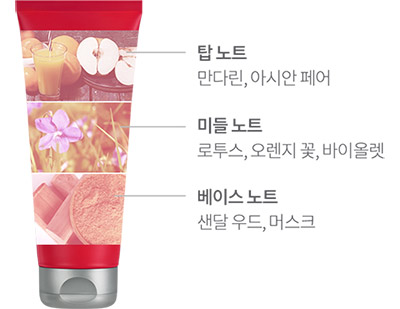 탑 노트
만다린, 아시안 페어
미들 노트
로투스, 오렌지 꽃, 바이올렛
베이스 노트
샌달 우드, 머스크